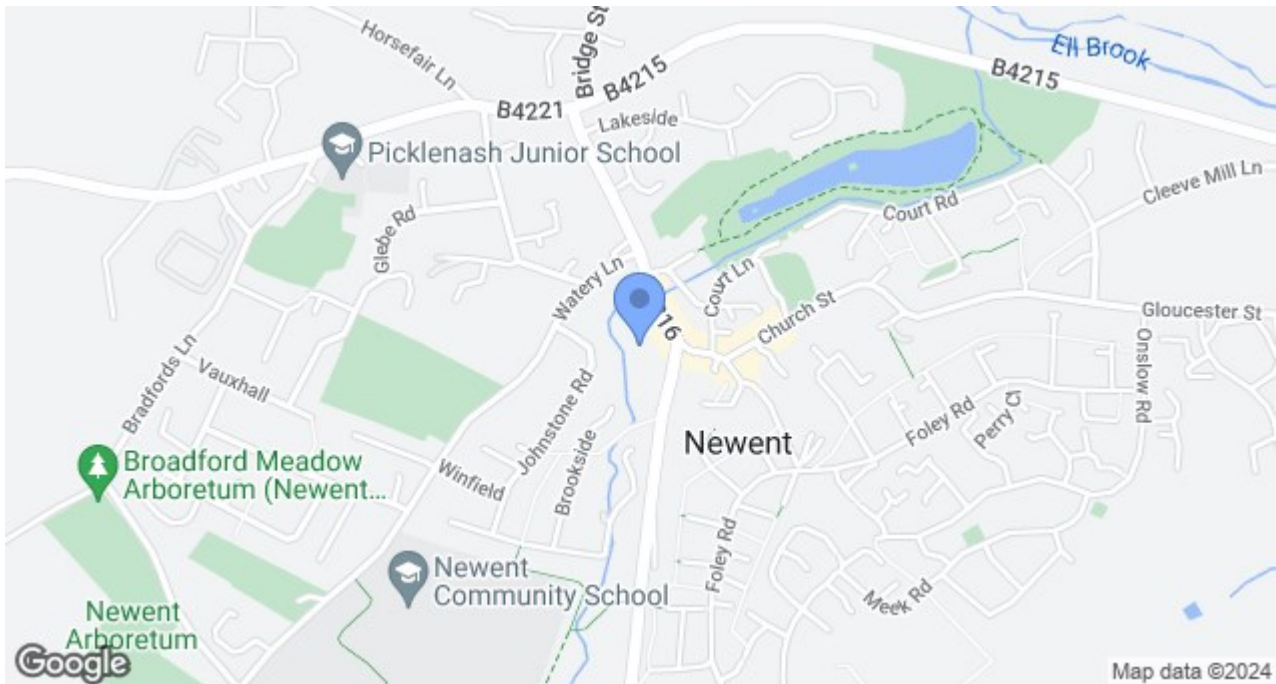 Horsefair Ln
Bridge St
B4215
B4221
Lakeside
Ell Brook
B4215
Picklenash Junior School
Cleeve Mill Ln
Court Rd
Glebe Rd
Watery Ln
Court Ln
Church St
Gloucester St
16
Bradfords Ln
Vauxhall
Johnstone Rd
Onslow Rd
Foley Rd
Perry Cl
Newent
Broadford Meadow
Arboretum (Newent...
Winfield
Brookside
Foley Rd
Newent
Community School
Meek Rd
Newent
Arboretum
Google
Map data ©2024